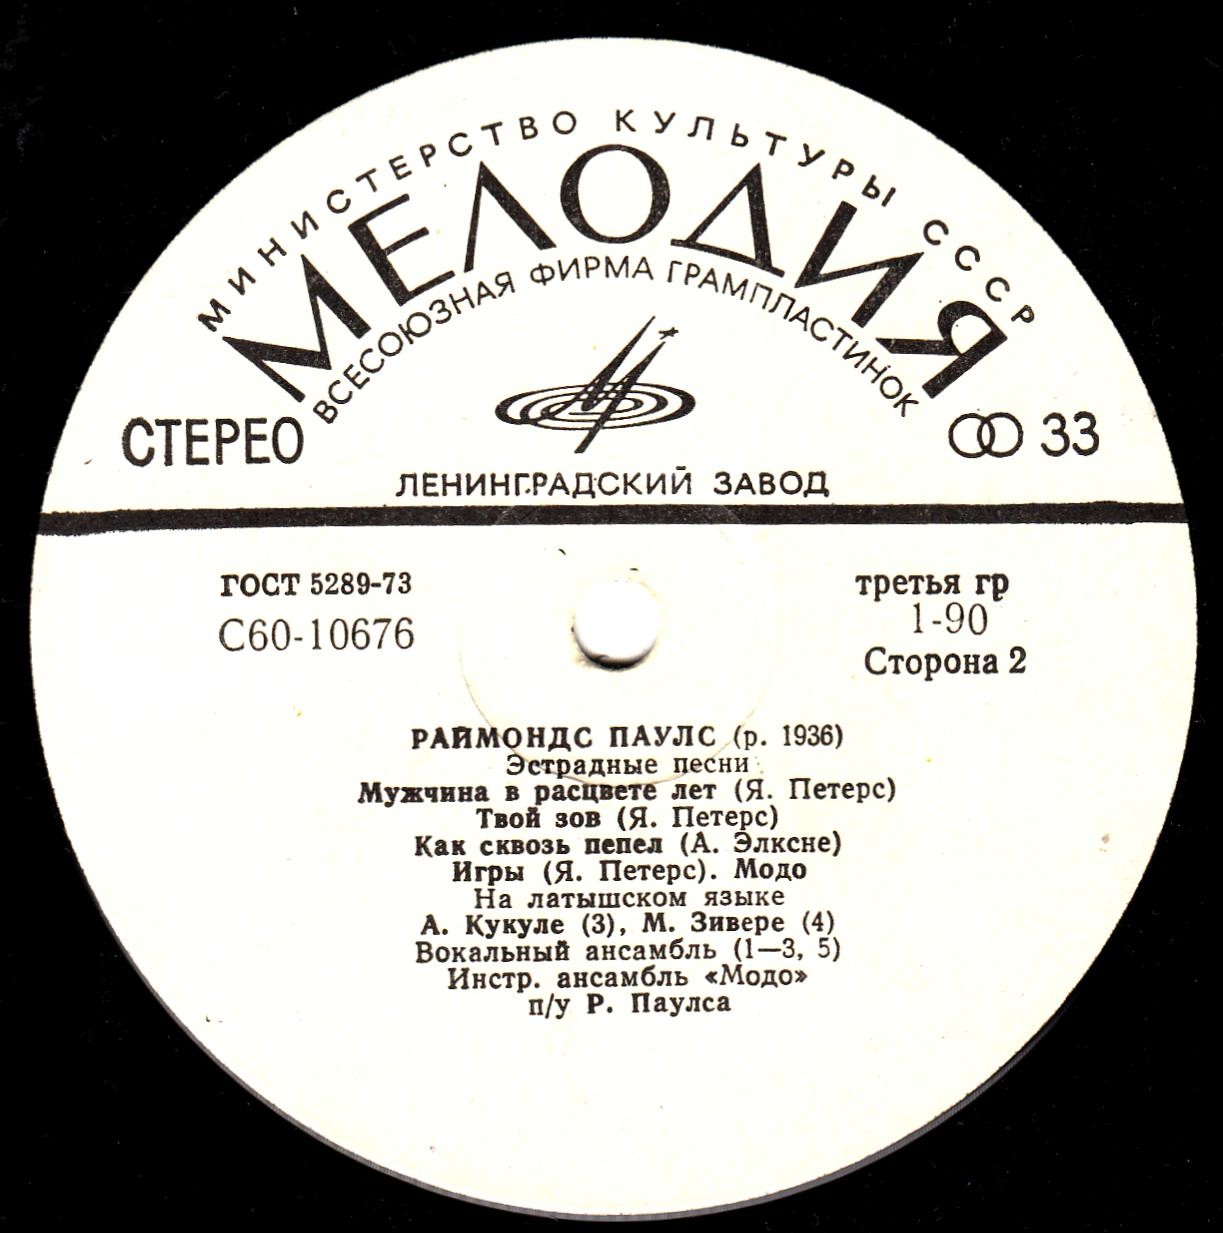 МИНИСТЕРСТВО КУЛЬТУРЫ СССР
МЕЛОДИЯ
ВСЕСОЮЗНАЯ ФИРМА ГРАМПЛАСТИНОК
СТЕРЕО
33
ЛЕНИНГРАДСКИЙ ЗАВОД
ГОСТ 5289-73
С60-10676
третья гр
1-90
Сторона 2
РАЙМОНДС ПАУЛС (р. 1936)
Эстрадные песни
Мужчина в расцвете лет (Я. Петерс)
Твой зов (Я. Петерс)
Как сквозь пепел (А. Элксне)
Игры (Я. Петерс). Модо
На латышском языке
А. Кукуле (3), М. Зивере (4)
Вокальный ансамбль (1—3, 5)
Инстр. ансамбль «Модо»
п/у Р. Паулса